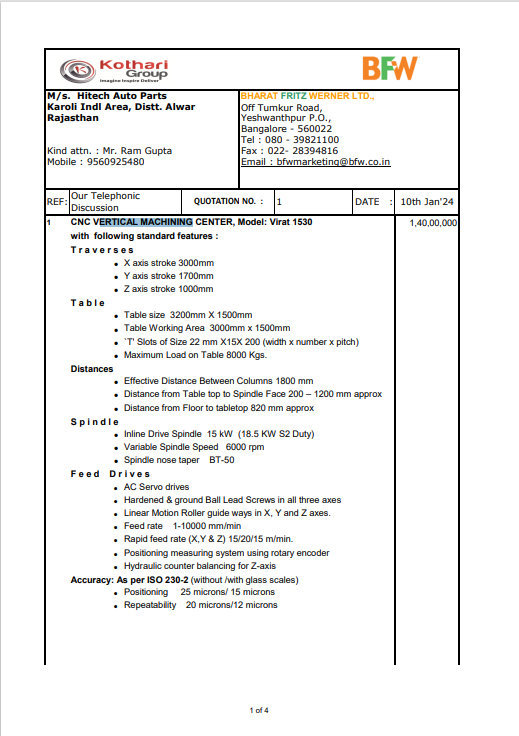 Kothari
Group
Imagine Inspire Deliver
BFW
M/s. Hitech Auto Parts
Karoli Indl Area, Distt. Alwar
Rajasthan
Kind attn. : Mr. Ram Gupta
Mobile : 9560925480
BHARAT FRITZ WERNER LTD.,
Off Tumkur Road,
Yeshwanthpur P.O.,
Bangalore - 560022
Tel : 080 - 39821100
Fax : 022- 28394816
Email : bfwmarketing@bfw.co.in
REF: Our Telephonic Discussion QUOTATION NO. : 1 DATE : 10th Jan'24
1 CNC VERTICAL MACHINING CENTER, Model: Virat 1530 1,40,00,000
with following standard features :
Traverses
• X axis stroke 3000mm
• Y axis stroke 1700mm
• Z axis stroke 1000mm
Table
• Table size 3200mm X 1500mm
• Table Working Area 3000mm x 1500mm
• `T' Slots of Size 22 mm X15X 200 (width x number x pitch)
• Maximum Load on Table 8000 Kgs.
Distances
• Effective Distance Between Columns 1800 mm
• Distance from Table top to Spindle Face 200 – 1200 mm approx
• Distance from Floor to tabletop 820 mm approx
Spindle
• Inline Drive Spindle 15 kW (18.5 KW S2 Duty)
• Variable Spindle Speed 6000 rpm
• Spindle nose taper BT-50
Feed Drives
• AC Servo drives
• Hardened & ground Ball Lead Screws in all three axes
• Linear Motion Roller guide ways in X, Y and Z axes.
• Feed rate 1-10000 mm/min
• Rapid feed rate (X,Y & Z) 15/20/15 m/min.
• Positioning measuring system using rotary encoder
• Hydraulic counter balancing for Z-axis
Accuracy: As per ISO 230-2 (without /with glass scales)
• Positioning 25 microns/ 15 microns
• Repeatability 20 microns/12 microns
1 of 4